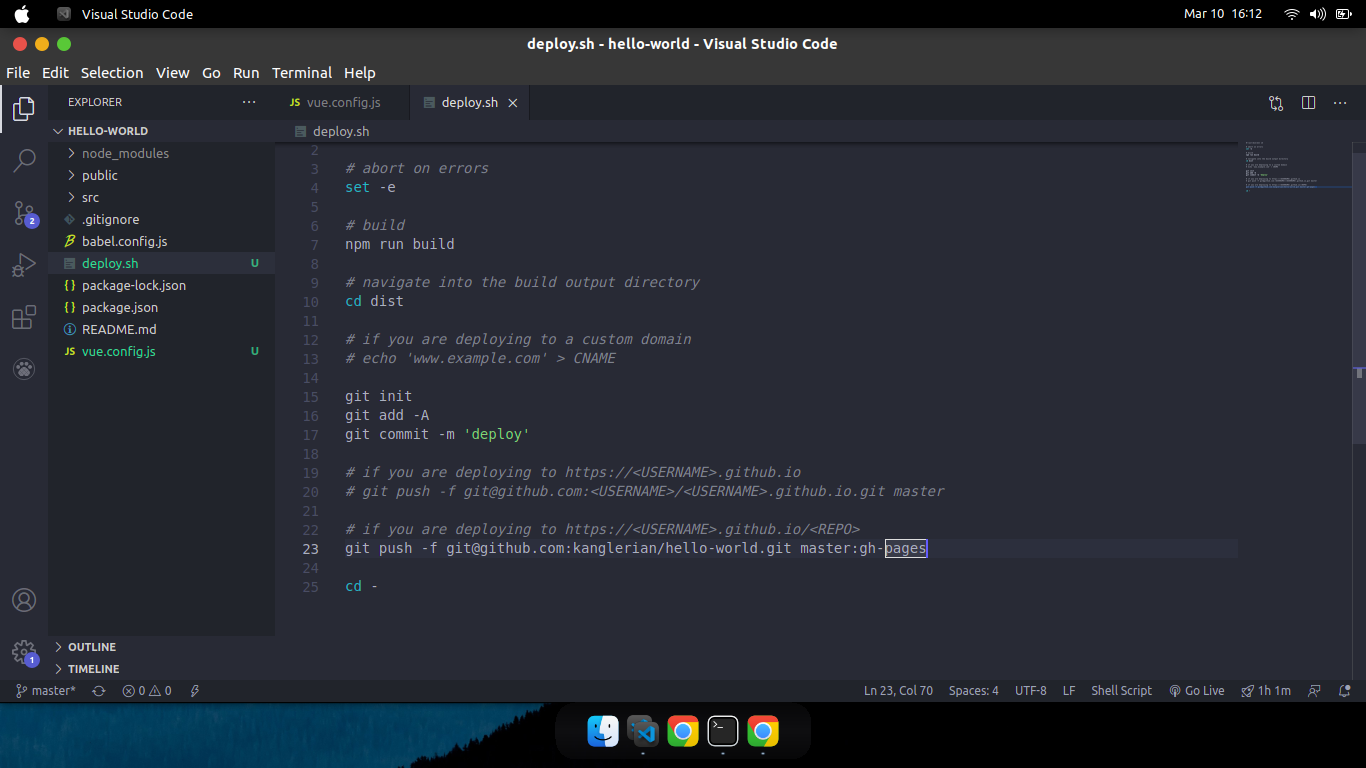 Visual Studio Code
Mar 10 16:12
deploy.sh - hello-world - Visual Studio Code
File Edit Selection View Go Run Terminal Help
EXPLORER
JS vue.config.js
deploy.sh
HELLO-WORLD
deploy.sh
node_modules
public
src
.gitignore
babel.config.js
deploy.sh U
{} package-lock.json
{} package.json
README.md
JS vue.config.js U
2
2
3 # abort on errors
4 set -e
5
6 # build
7 npm run build
8
9 # navigate into the build output directory
10 cd dist
11
12 # if you are deploying to a custom domain
13 # echo 'www.example.com' > CNAME
14
15 git init
16 git add -A
17 git commit -m 'deploy'
18
19 # if you are deploying to https://<USERNAME>.github.io
20 # git push -f git@github.com:<USERNAME>/<USERNAME>.github.io.git master
21
22 # if you are deploying to https://<USERNAME>.github.io/<REPO>
23 git push -f git@github.com:kanglerian/hello-world.git master:gh-pages
24
25 cd -
1
OUTLINE
TIMELINE
master* 0 0
Ln 23, Col 70 Spaces: 4 UTF-8 LF Shell Script Go Live 1h 1m